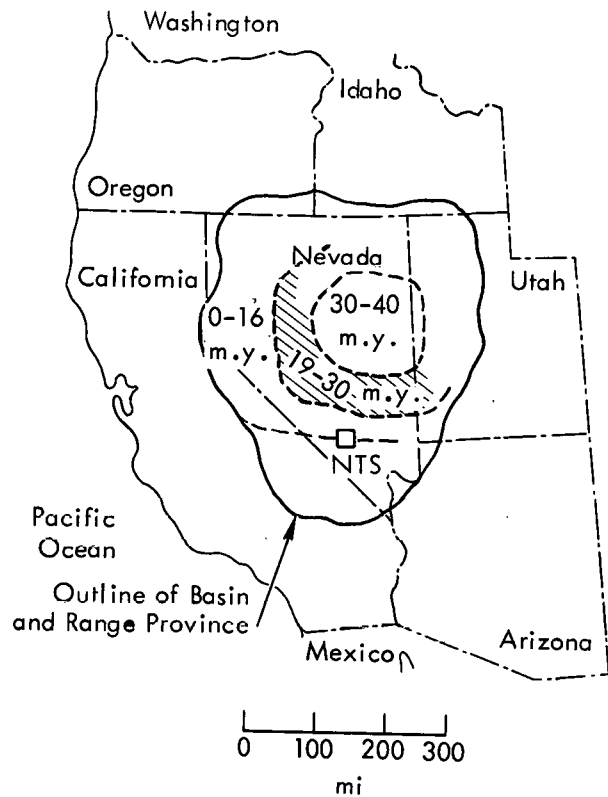 Washington
Idaho
Oregon
Nevada
California
Utah
30-40
m.y.
0-16
m.y.
19-30 m.y.
NTS
Pacific
Ocean
Outline of Basin
and Range Province
Mexico
Arizona
0 100 200 300
mi